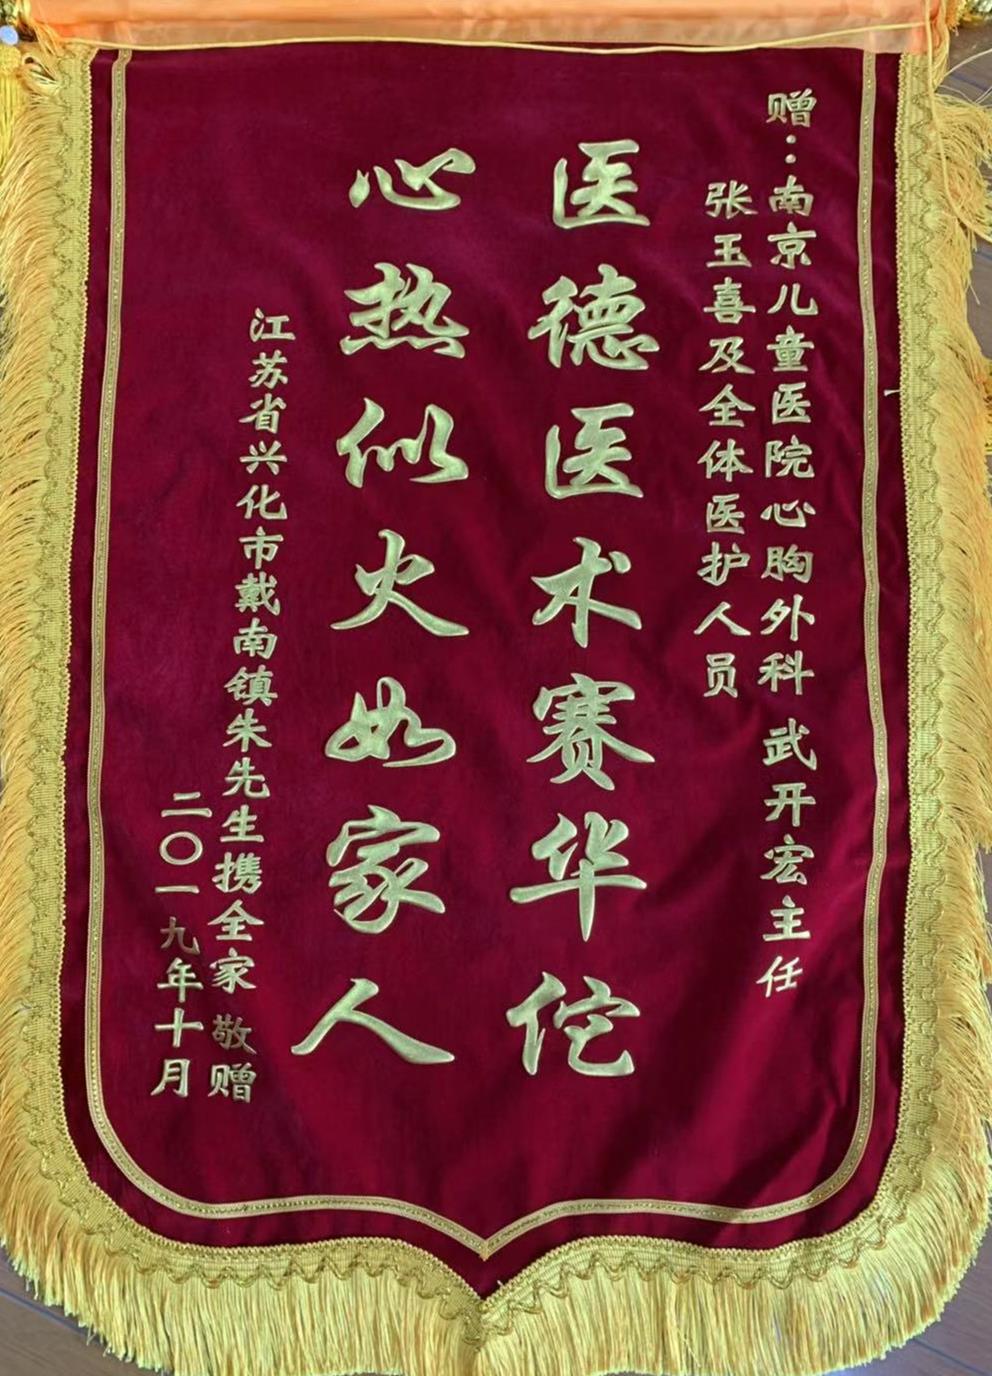 赠：南京儿童医院心胸外科 武开宏主任
张玉喜及全体医护人员
医德医术赛华佗
心热似火如家人
江苏省兴化市戴南镇朱先生携全家 敬赠
二〇一九年十月